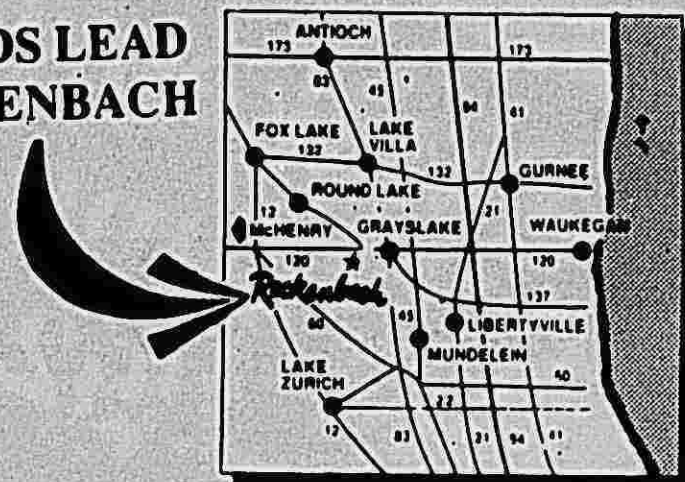 OS LEAD
ENBACH
ANTIOCH
173
173
83
45
94
41
FOX LAKE
LAKE
VILLA
132
132
GURNEE
ROUND LAKE
21
12
McHENRY
GRAYSLAKE
WAUKEGAN
120
120
Rockenbach
137
60
45
LIBERTYVILLE
MUNDELEIN
LAKE
ZURICH
60
22
12
83
21
94
41